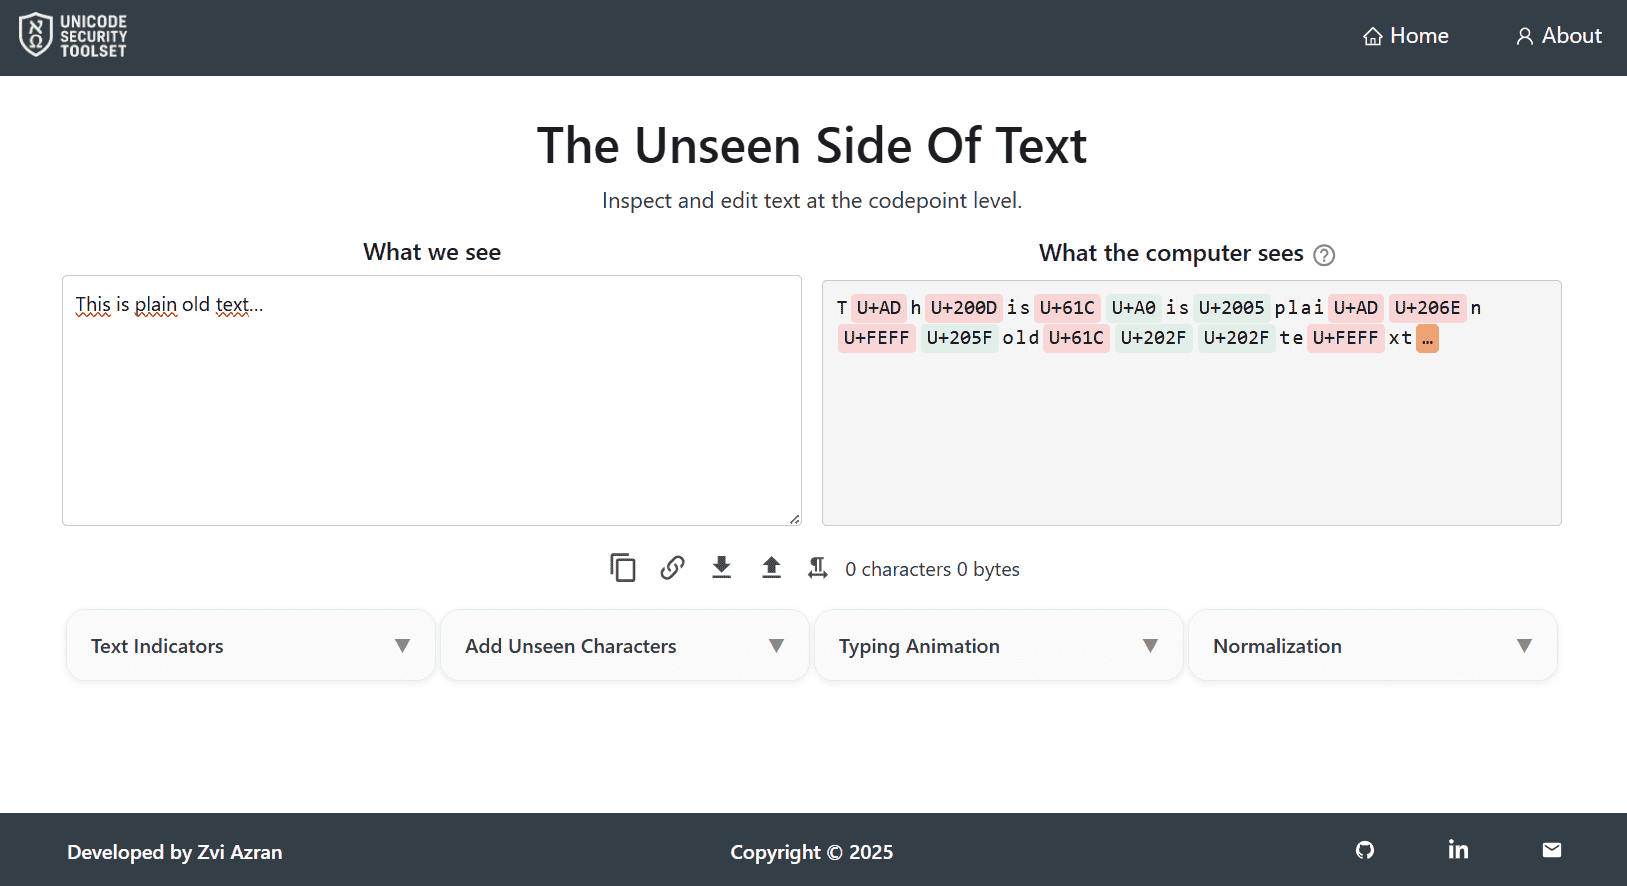 UNICODE
SECURITY
TOOLSET
Home
About
The Unseen Side Of Text
Inspect and edit text at the codepoint level.
What we see
What the computer sees ?
This is plain old text...
T U+AD h U+200D is U+61C U+A0 is U+2005 plai U+AD U+206E n
U+FEFF U+205F old U+61C U+202F U+202F te U+FEFF xt …
0 characters 0 bytes
Text Indicators ▼
Add Unseen Characters ▼
Typing Animation ▼
Normalization ▼
Developed by Zvi Azran
Copyright © 2025
in